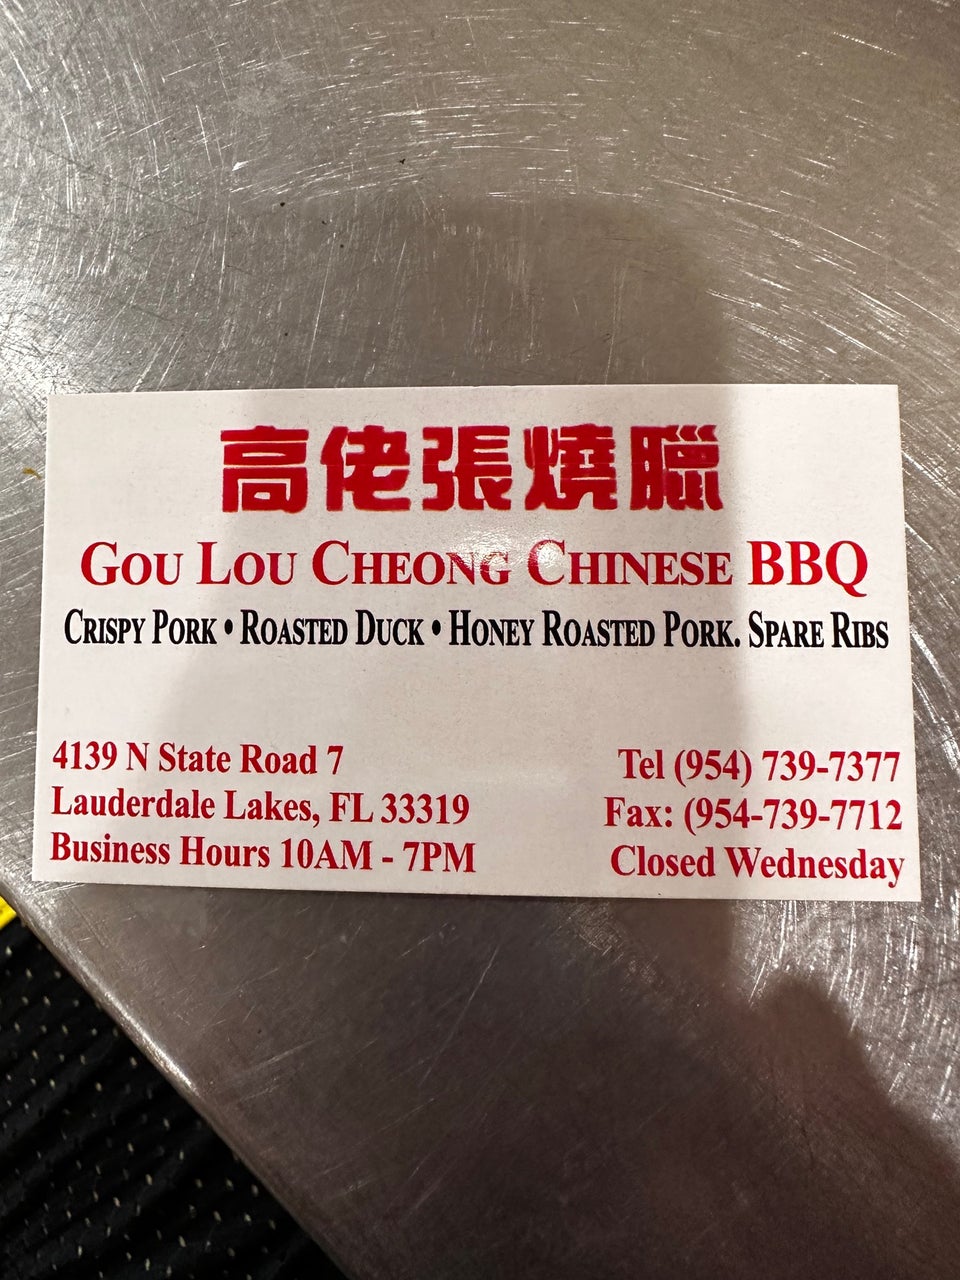 高佬張燒臘
GOU LOU CHEONG CHINESE BBQ
CRISPY PORK • ROASTED DUCK • HONEY ROASTED PORK. SPARE RIBS
4139 N State Road 7
Lauderdale Lakes, FL 33319
Business Hours 10AM - 7PM
Tel (954) 739-7377
Fax: (954-739-7712
Closed Wednesday